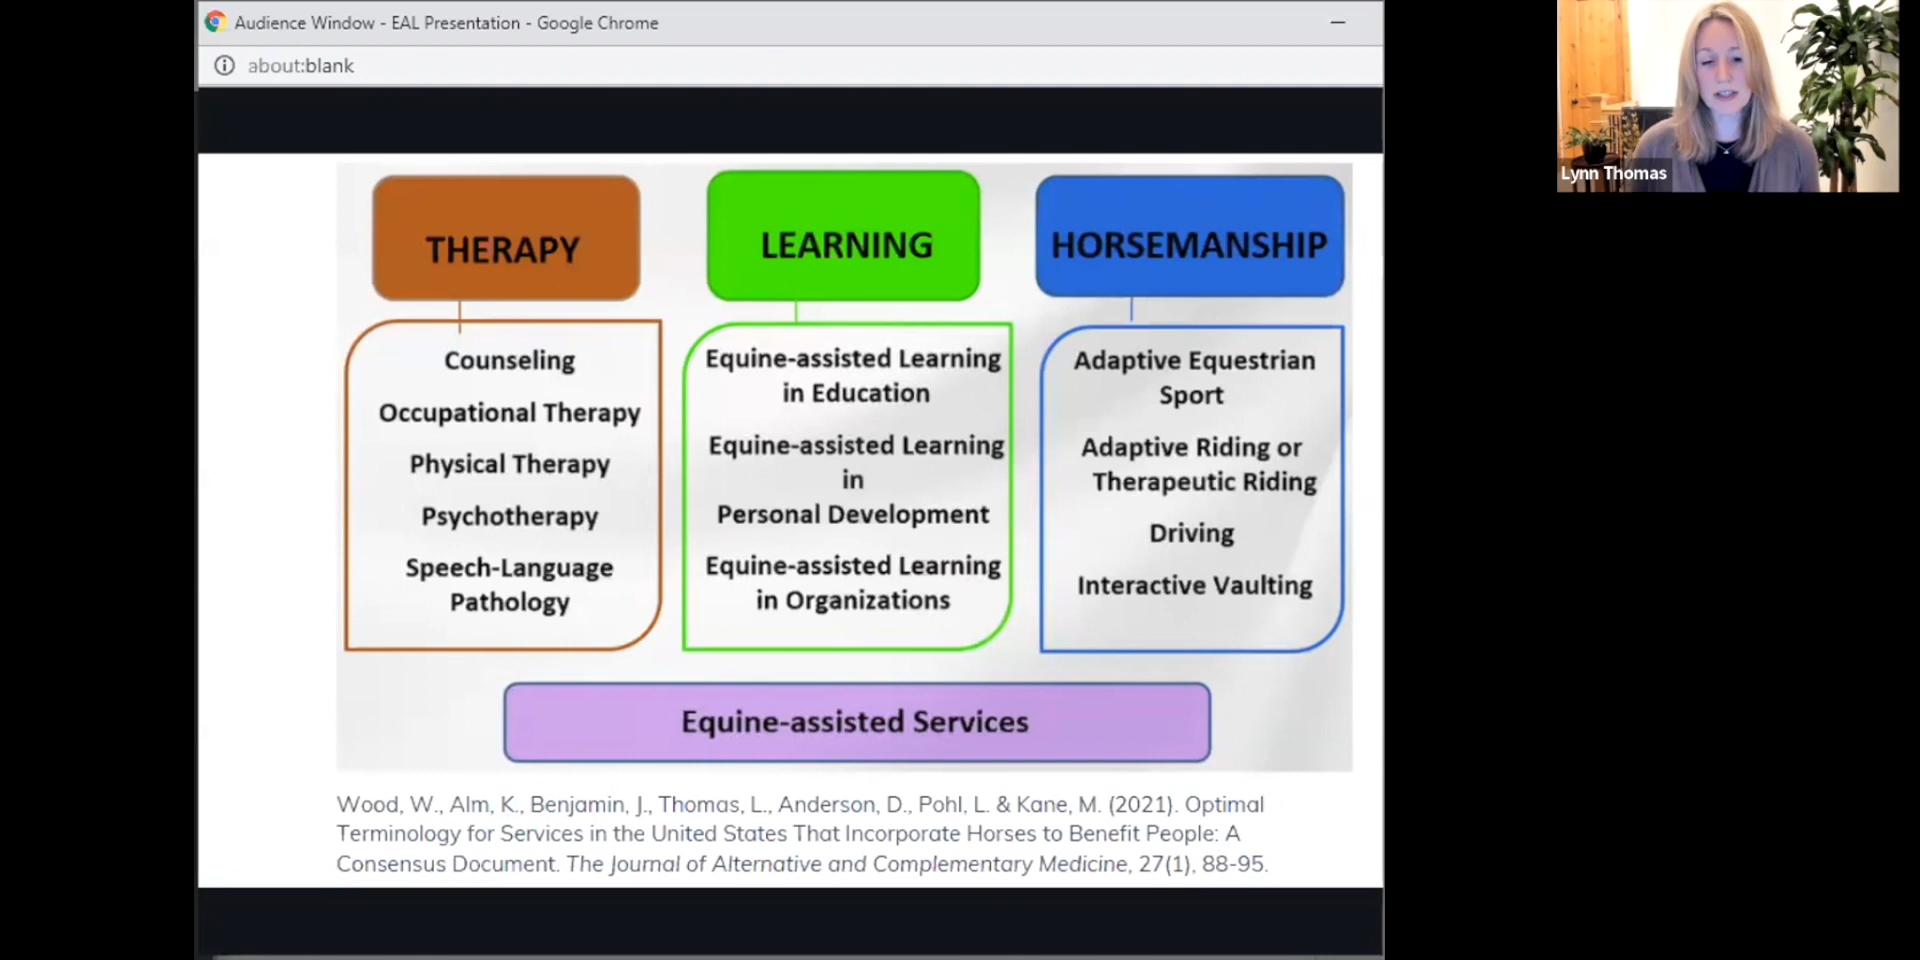 Audience Window - EAL Presentation - Google Chrome
about:blank
Lynn Thomas
THERAPY
Counseling
Occupational Therapy
Physical Therapy
Psychotherapy
Speech-Language
Pathology
LEARNING
Equine-assisted Learning
in Education
Equine-assisted Learning
in
Personal Development
Equine-assisted Learning
in Organizations
HORSEMANSHIP
Adaptive Equestrian
Sport
Adaptive Riding or
Therapeutic Riding
Driving
Interactive Vaulting
Equine-assisted Services
Wood, W., Alm, K., Benjamin, J., Thomas, L., Anderson, D., Pohl, L. & Kane, M. (2021). Optimal
Terminology for Services in the United States That Incorporate Horses to Benefit People: A
Consensus Document. The Journal of Alternative and Complementary Medicine, 27(1), 88-95.